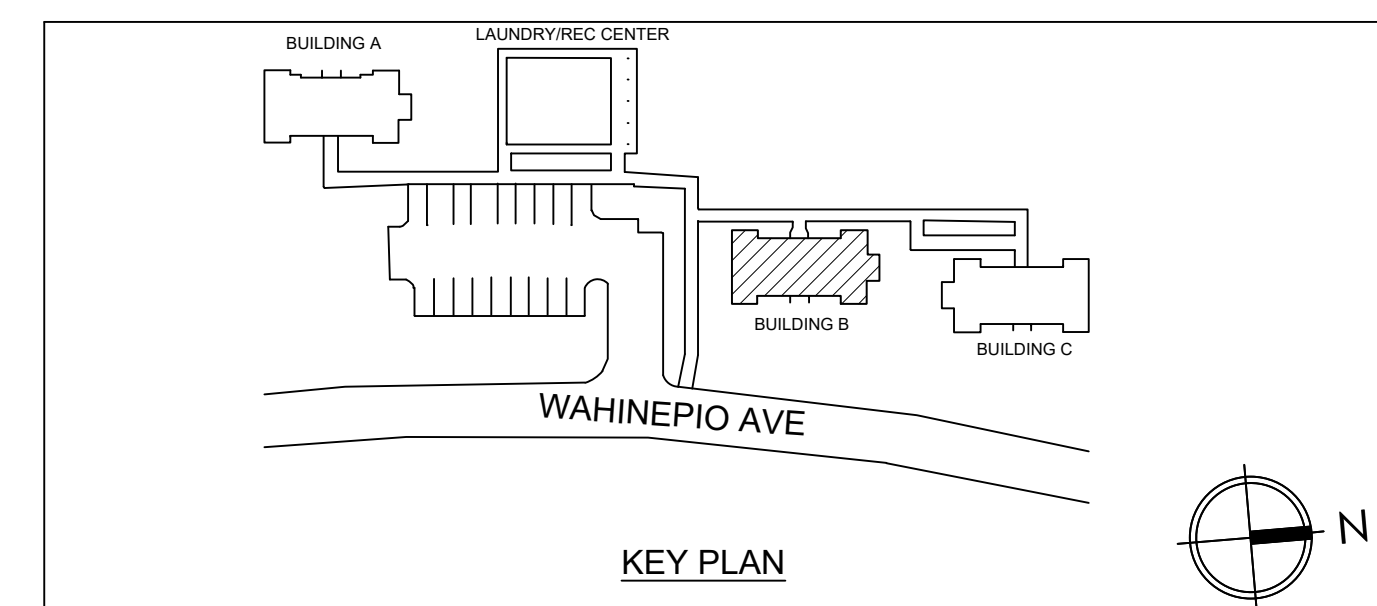 BUILDING A
LAUNDRY/REC CENTER
BUILDING B
BUILDING C
WAHINEPIO AVE
KEY PLAN
N